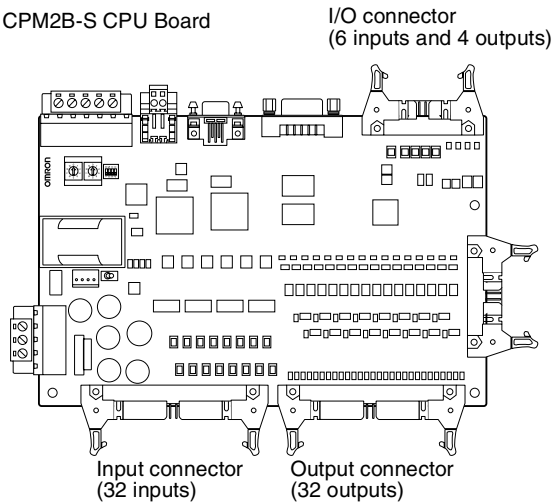 CPM2B-S CPU Board
I/O connector
(6 inputs and 4 outputs)
OMRON
Input connector
(32 inputs)
Output connector
(32 outputs)